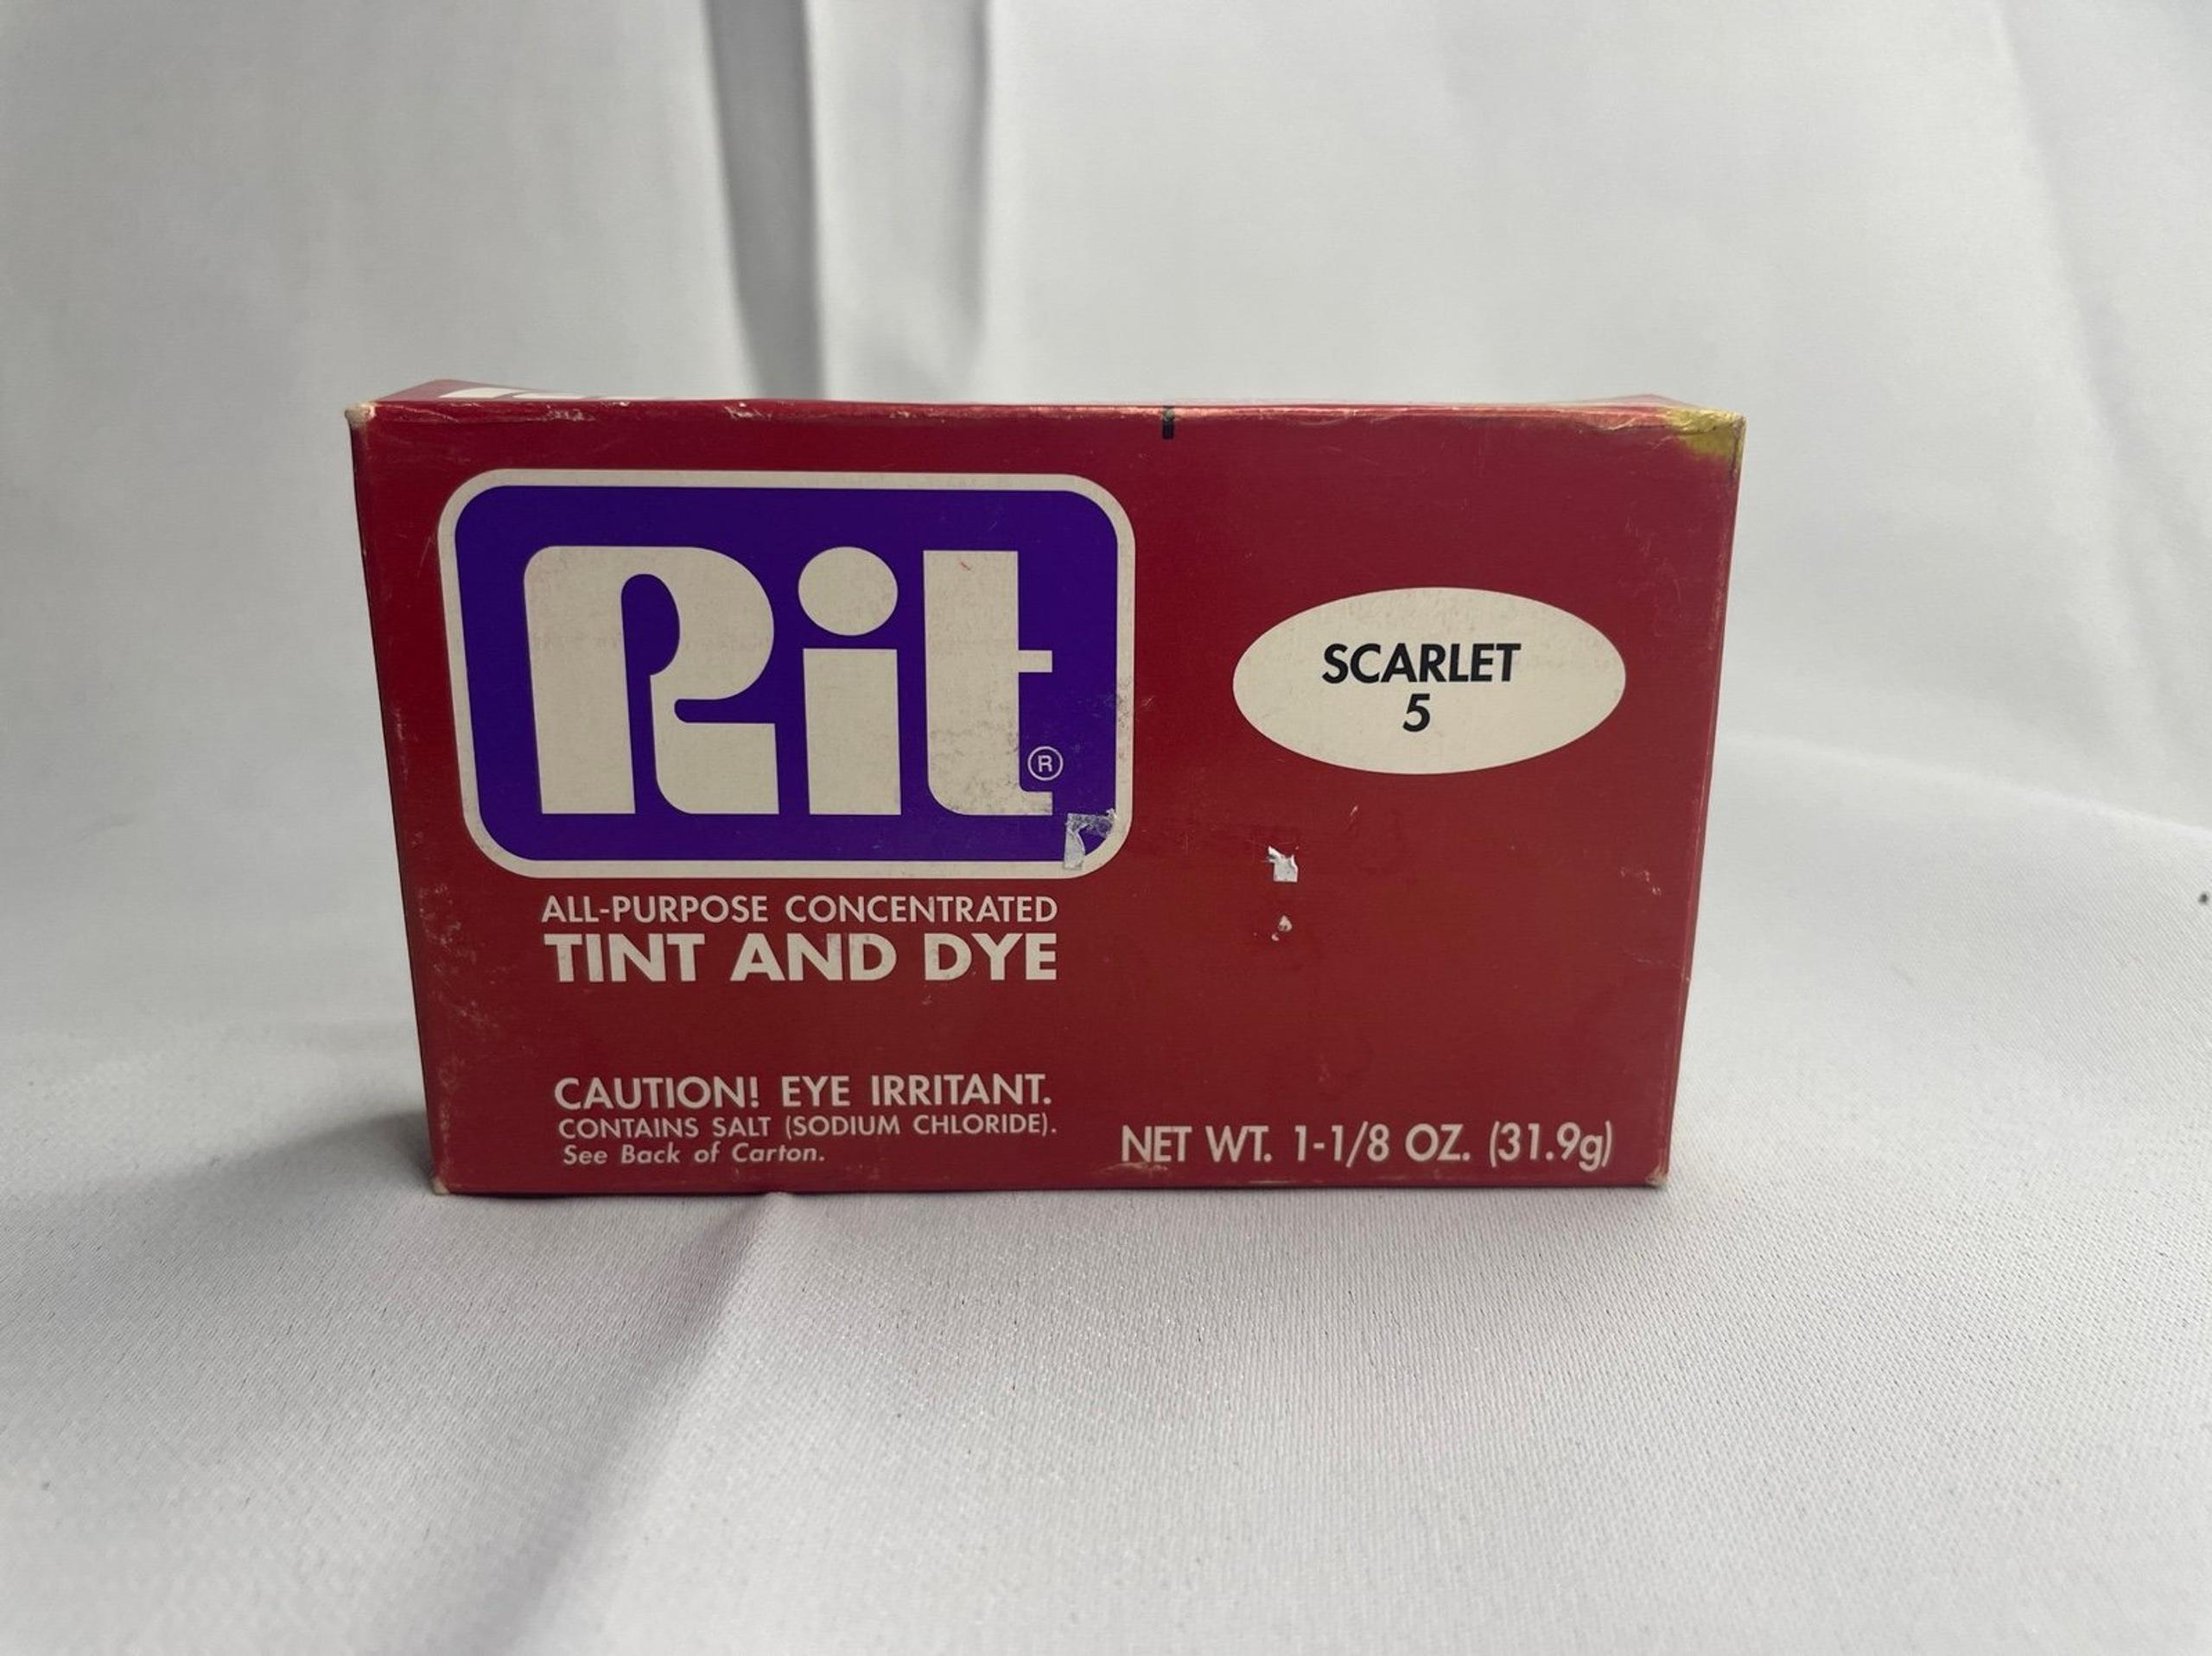 Rit®
SCARLET
5
ALL-PURPOSE CONCENTRATED
TINT AND DYE
CAUTION! EYE IRRITANT.
CONTAINS SALT (SODIUM CHLORIDE).
See Back of Carton.
NET WT. 1-1/8 OZ. (31.9g)